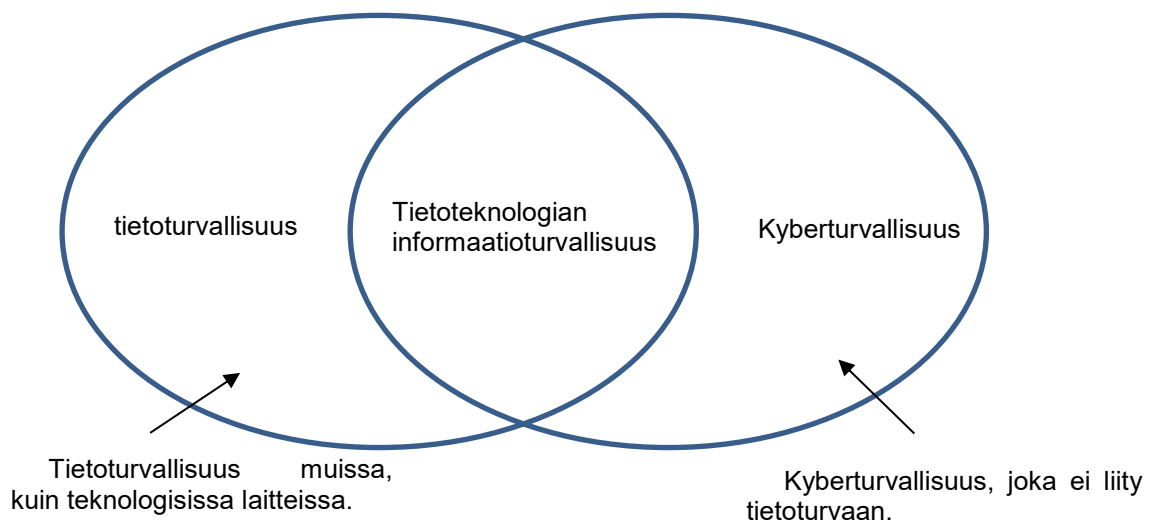 tietoturvallisuus
Tietoteknologian
informaatioturvallisuus
Kyberturvallisuus
Tietoturvallisuus muissa,
kuin teknologisissa laitteissa.
Kyberturvallisuus, joka ei liity
tietoturvaan.